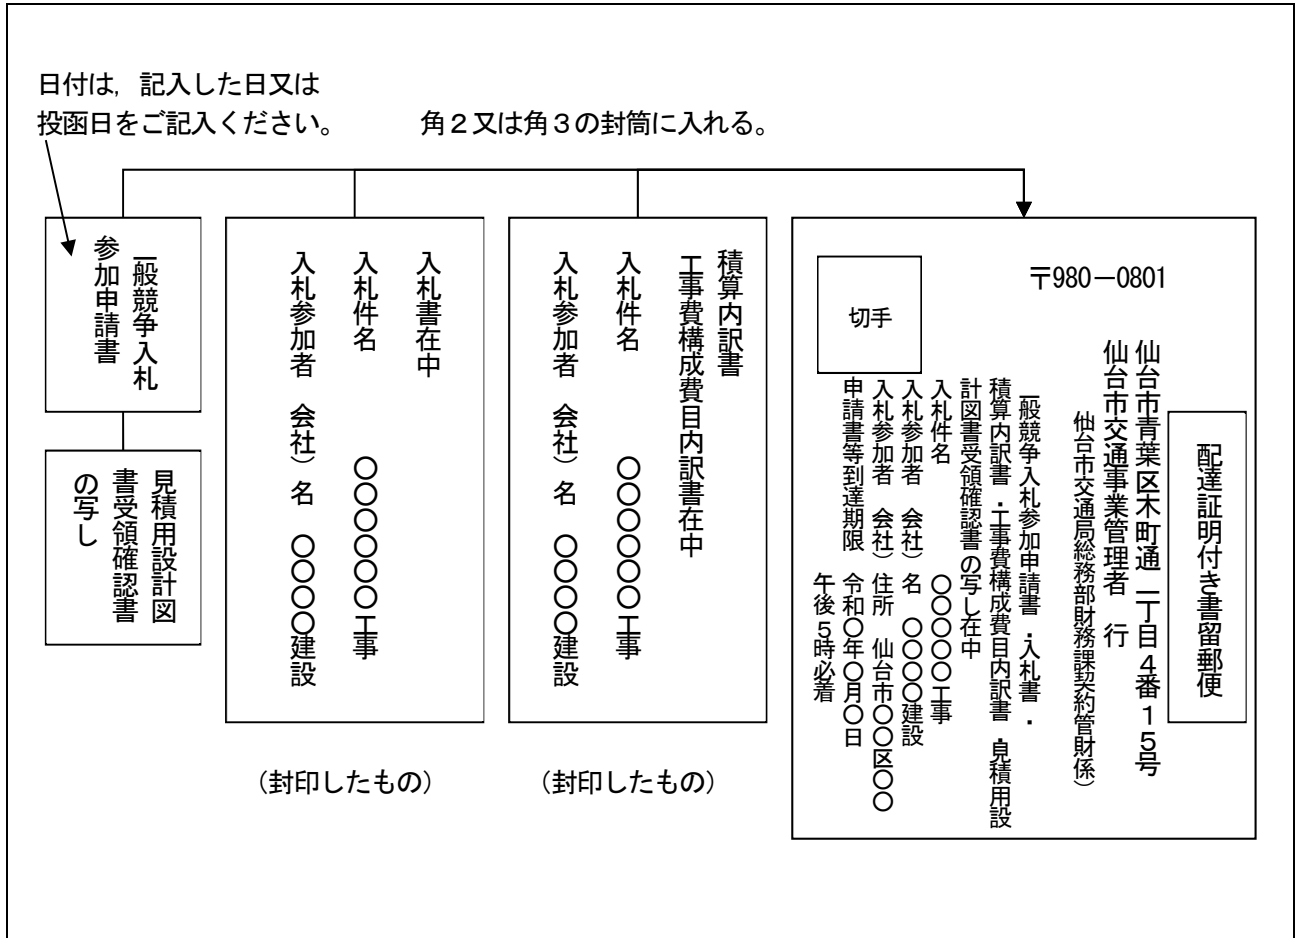 日付は，記入した日又は
投函日をご記入ください。
角２又は角３の封筒に入れる。
一般競争入札
参加申請書
見積用設計図
書受領確認書
の写し
入札書在中
入札件名　〇〇〇〇〇〇工事
入札参加者　会社）名　〇〇〇〇建設
（封印したもの）
積算内訳書
工事費構成費目内訳書在中
入札件名　〇〇〇〇〇〇工事
入札参加者　会社）名　〇〇〇〇建設
（封印したもの）
配達証明付き書留郵便
〒980－0801
仙台市青葉区木町通一丁目４番１５号
仙台市交通事業管理者　行
仙台市交通局総務部財務課契約管財係）
切手
一般競争入札参加申請書・入札書・
積算内訳書・工事費構成費目内訳書・見積用設
計図書受領確認書の写し在中
入札件名　〇〇〇〇〇工事
入札参加者　会社）名　〇〇〇〇建設
入札参加者　会社）住所　仙台市〇〇区〇〇
申請書等到達期限　令和〇年〇月〇日
午後５時必着